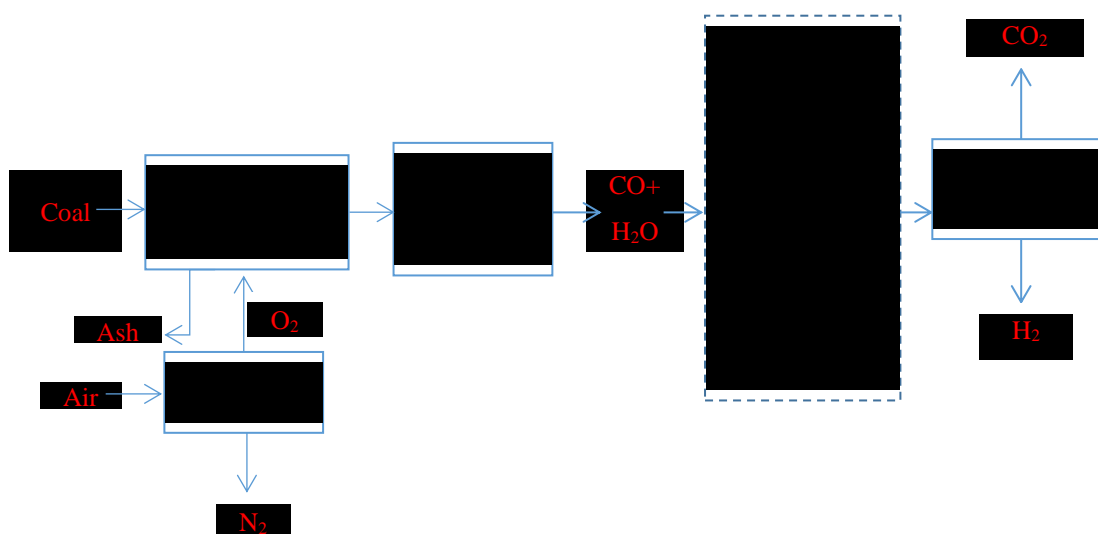 CO₂
Coal
CO+
H₂O
Ash
O₂
H₂
Air
N₂